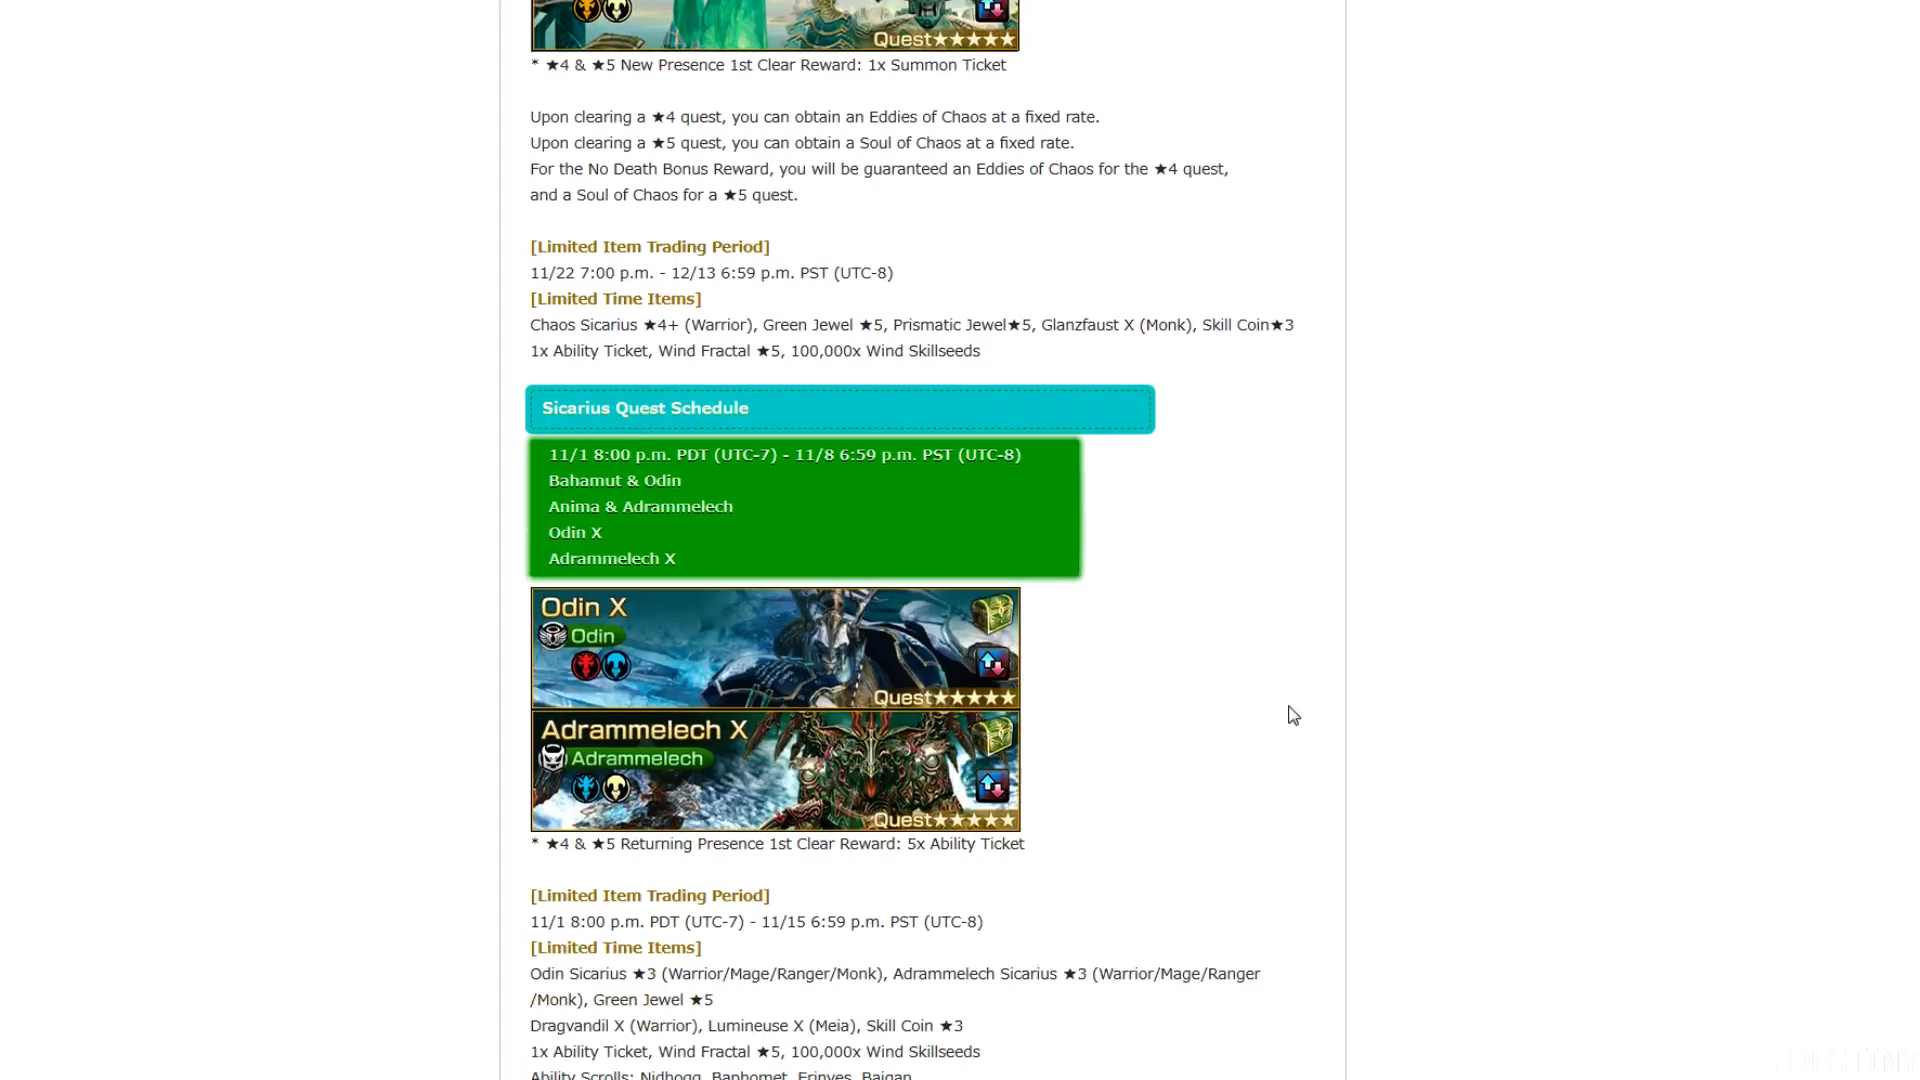 Quest★★★★★
* ★4 & ★5 New Presence 1st Clear Reward: 1x Summon Ticket
Upon clearing a ★4 quest, you can obtain an Eddies of Chaos at a fixed rate.
Upon clearing a ★5 quest, you can obtain a Soul of Chaos at a fixed rate.
For the No Death Bonus Reward, you will be guaranteed an Eddies of Chaos for the ★4 quest,
and a Soul of Chaos for a ★5 quest.
[Limited Item Trading Period]
11/22 7:00 p.m. - 12/13 6:59 p.m. PST (UTC-8)
[Limited Time Items]
Chaos Sicarius ★4+ (Warrior), Green Jewel ★5, Prismatic Jewel★5, Glanzfaust X (Monk), Skill Coin★3
1x Ability Ticket, Wind Fractal ★5, 100,000x Wind Skillseeds
Sicarius Quest Schedule
11/1 8:00 p.m. PDT (UTC-7) - 11/8 6:59 p.m. PST (UTC-8)
Bahamut & Odin
Anima & Adrammelech
Odin X
Adrammelech X
Odin X
Odin
Quest★★★★★
Adrammelech X
Adrammelech
Quest★★★★★
* ★4 & ★5 Returning Presence 1st Clear Reward: 5x Ability Ticket
[Limited Item Trading Period]
11/1 8:00 p.m. PDT (UTC-7) - 11/15 6:59 p.m. PST (UTC-8)
[Limited Time Items]
Odin Sicarius ★3 (Warrior/Mage/Ranger/Monk), Adrammelech Sicarius ★3 (Warrior/Mage/Ranger
/Monk), Green Jewel ★5
Dragvandil X (Warrior), Lumineuse X (Meia), Skill Coin ★3
1x Ability Ticket, Wind Fractal ★5, 100,000x Wind Skillseeds
Ability Scrolls: Nidhogg, Baphomet, Erinyes, Baigan